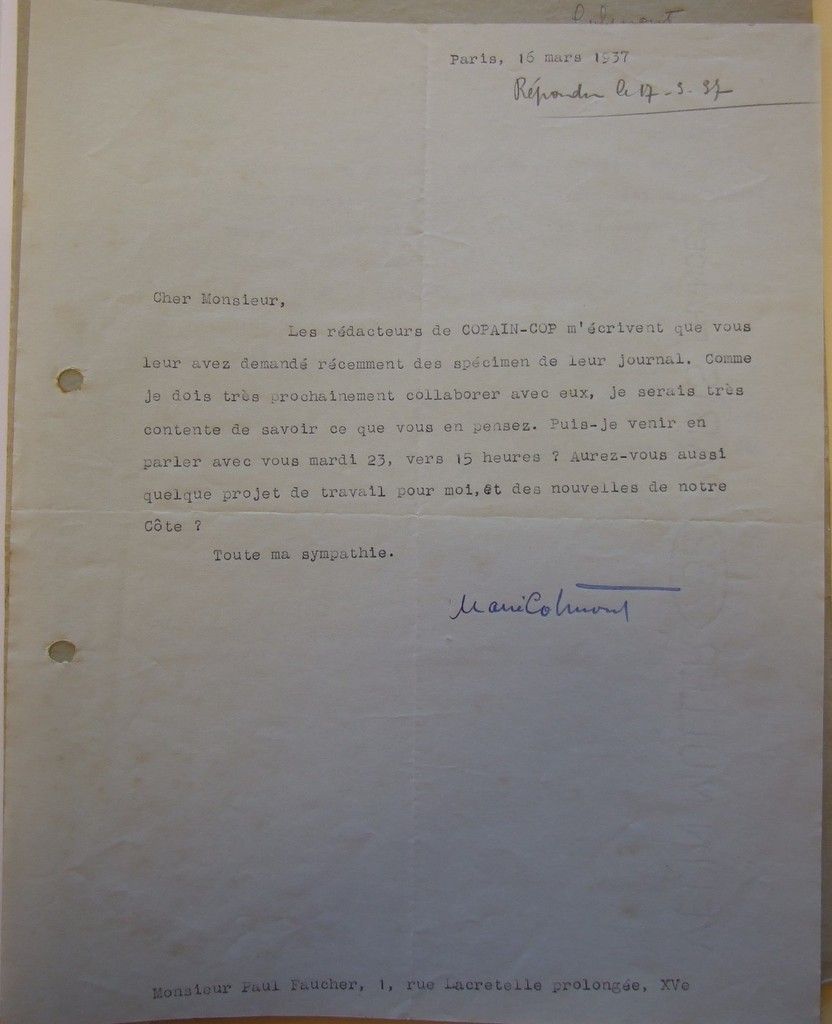 Paris, 16 mars 1937
Répondu le 17-3-37
Cher Monsieur,
Les rédacteurs de COPAIN-COP m'écrivent que vous
leur avez demandé récemment des spécimen de leur journal. Comme
je dois très prochainement collaborer avec eux, je serais très
contente de savoir ce que vous en pensez. Puis-je venir en
parler avec vous mardi 23, vers 15 heures ? Aurez-vous aussi
quelque projet de travail pour moi,et des nouvelles de notre
Côte ?
Toute ma sympathie.
Marie Colmont
Monsieur Paul Faucher, 1, rue Lacretelle prolongée, XVe